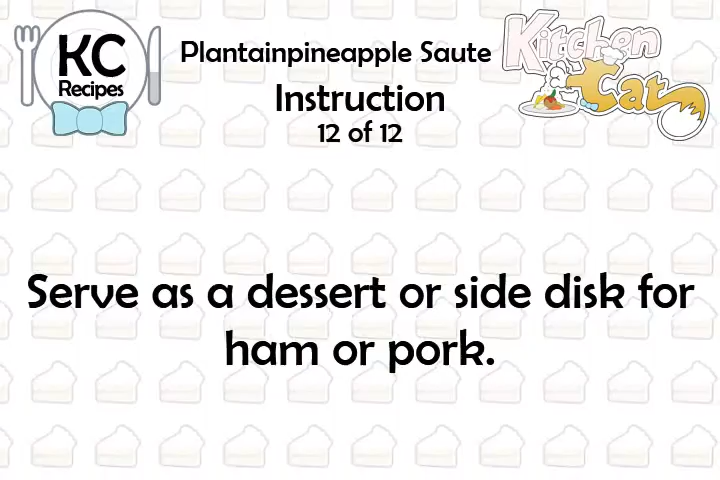 KC
Recipes
Plantainpineapple Saute
Kitchen
Cat
Instruction
12 of 12
Serve as a dessert or side disk for
ham or pork.